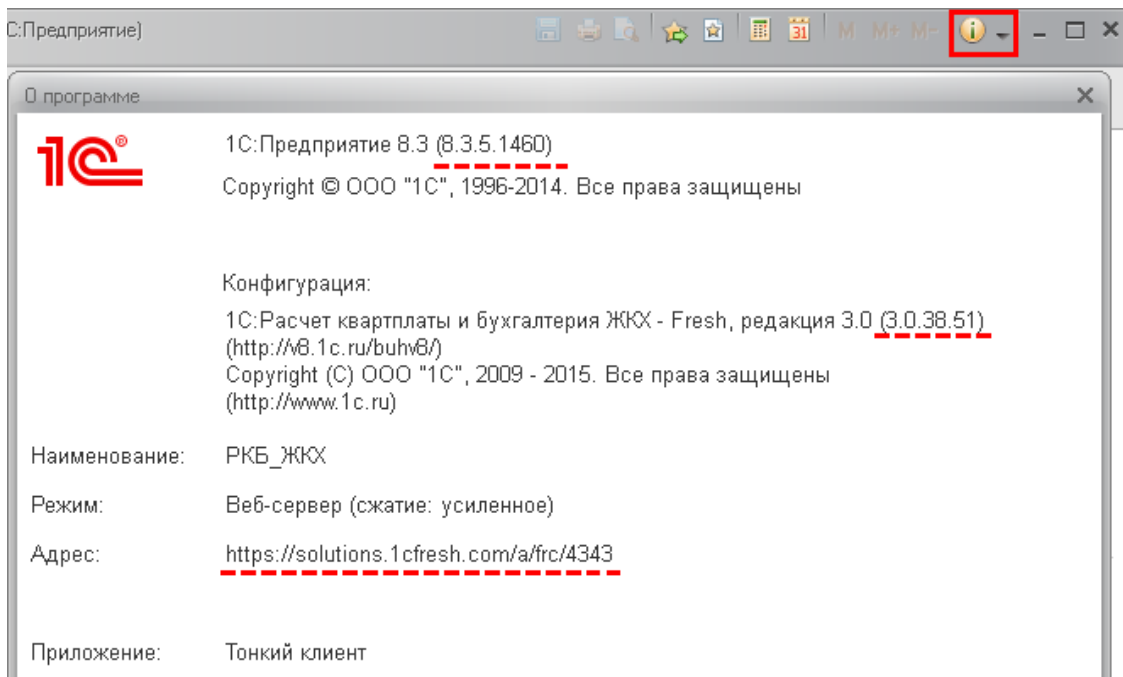 С:Предприятие)
31
M M+ M-
О программе
1С®
1С:Предприятие 8.3 (8.3.5.1460)
Copyright © ООО "1С", 1996-2014. Все права защищены
Конфигурация:
1С:Расчет квартплаты и бухгалтерия ЖКХ - Fresh, редакция 3.0 (3.0.38.51)
(http://v8.1c.ru/buhv8/)
Copyright (С) ООО "1С", 2009 - 2015. Все права защищены
(http://www.1c.ru)
Наименование: РКБ_ЖКХ
Режим: Веб-сервер (сжатие: усиленное)
Адрес: https://solutions.1cfresh.com/a/frc/4343
Приложение: Тонкий клиент